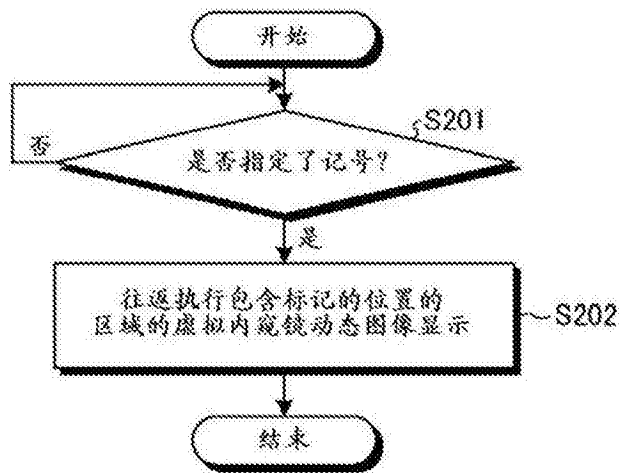 开始
S201
否
是否指定了记号?
是
往返执行包含标记的位置的
区域的虚拟内窥镜动态图像显示
S202
结束